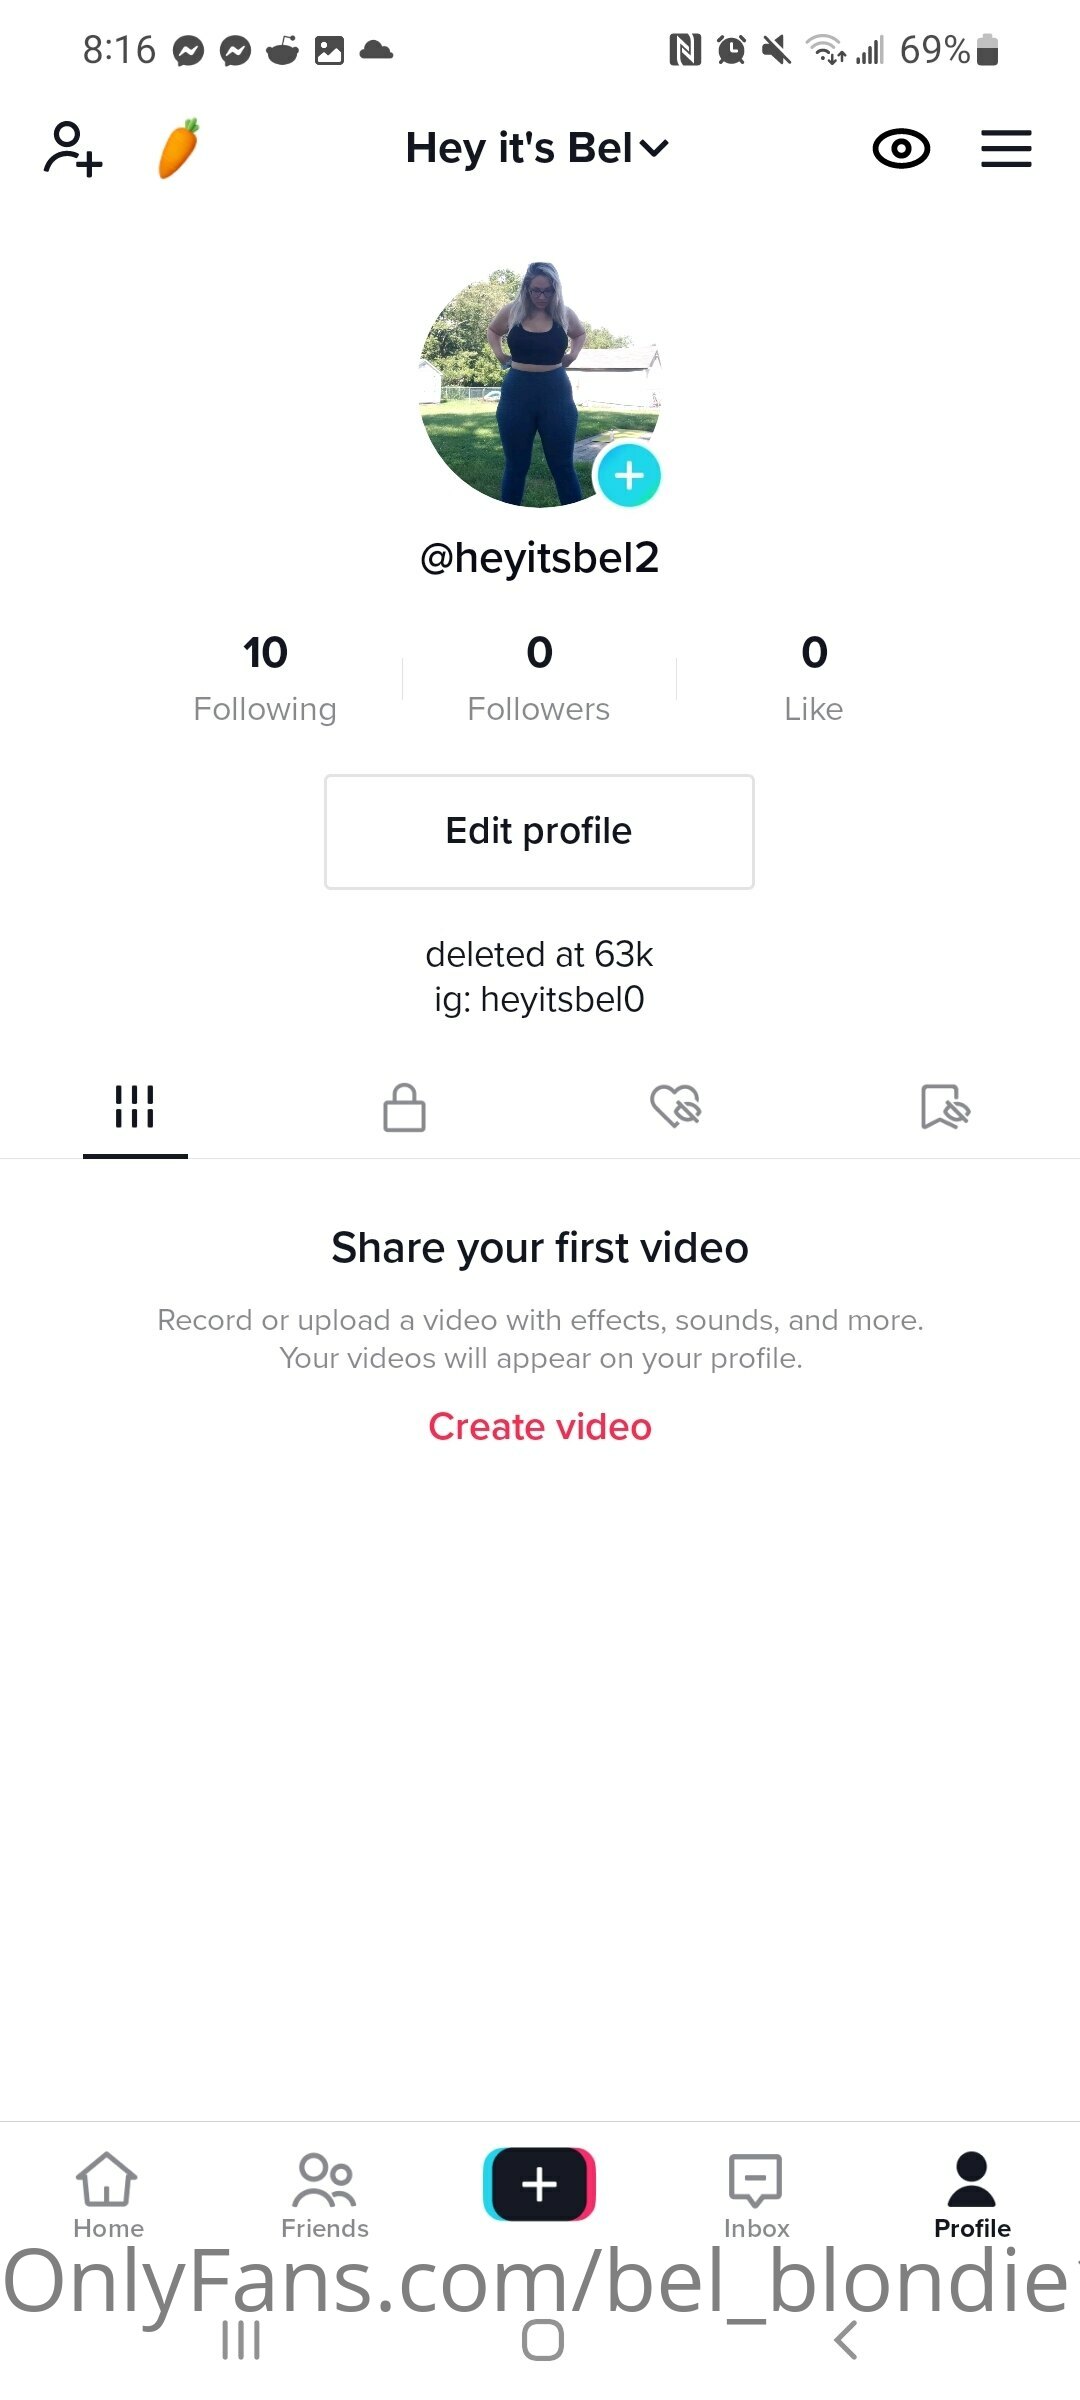 8:16 69%
Hey it's Bel
@heyitsbel2
10 0 0
Following Followers Like
Edit profile
deleted at 63k
ig: heyitsbel0
Share your first video
Record or upload a video with effects, sounds, and more.
Your videos will appear on your profile.
Create video
Home Friends Inbox Profile
OnlyFans.com/bel_blondie